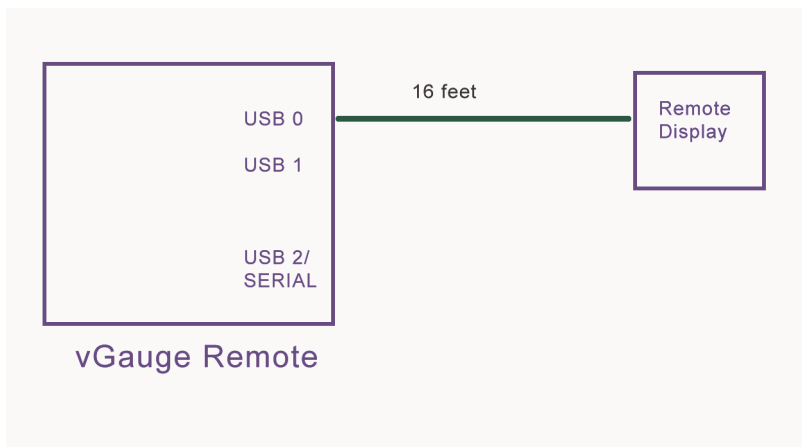 16 feet
USB 0
Remote
Display
USB 1
USB 2/
SERIAL
vGauge Remote